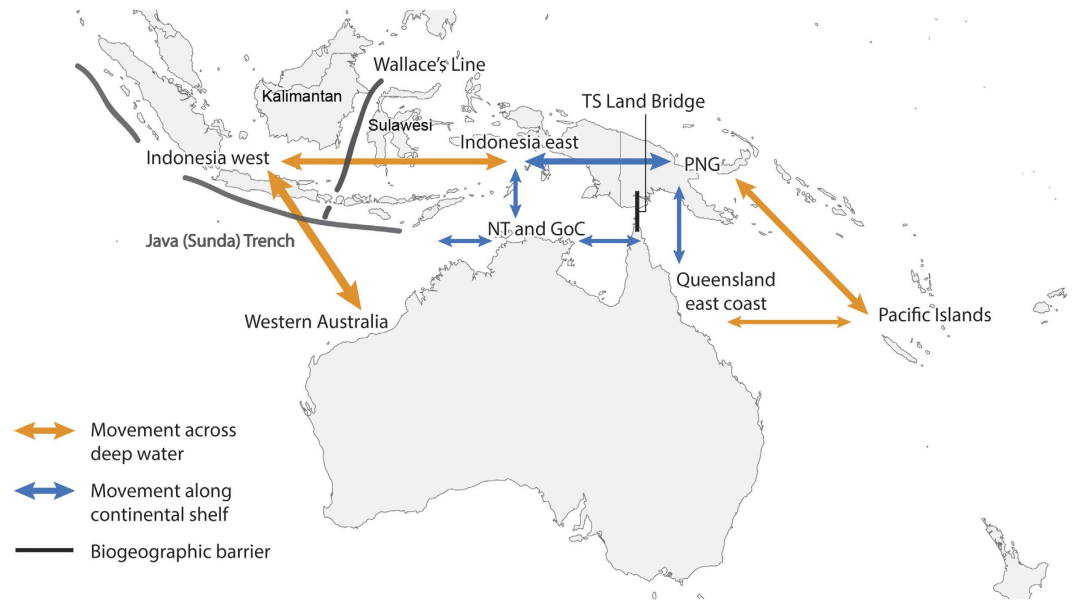 Wallace's Line
Kalimantan
TS Land Bridge
Sulawesi
Indonesia east
Indonesia west
PNG
NT and GoC
Java (Sunda) Trench
Queensland
east coast
Western Australia
Pacific Islands
Movement across
deep water
Movement along
continental shelf
Biogeographic barrier